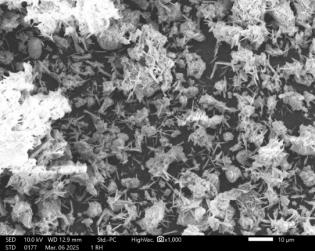 SED 10.0 kV WD 12.9 mm Std.-PC HighVac. x1,000 10 µm
STD 0177 Mar. 06 2025 1 RH